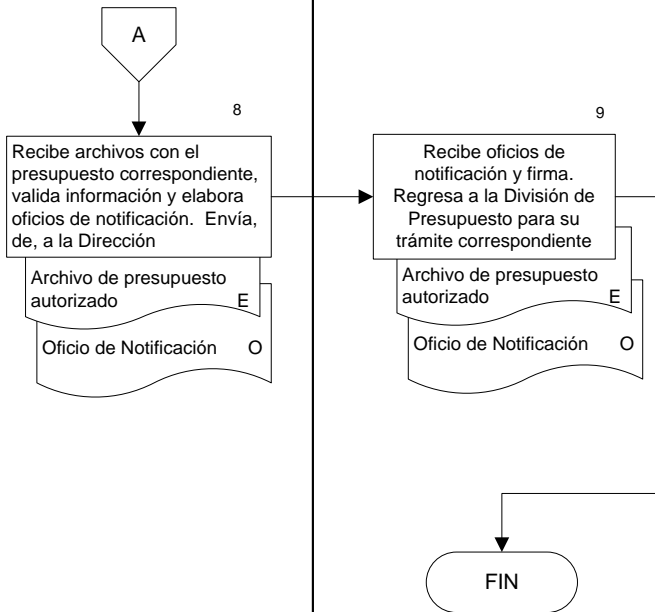 A
8
Recibe archivos con el
presupuesto correspondiente,
valida información y elabora
oficios de notificación. Envía,
de, a la Dirección
Archivo de presupuesto
autorizado E
Oficio de Notificación O
9
Recibe oficios de
notificación y firma.
Regresa a la División de
Presupuesto para su
trámite correspondiente
Archivo de presupuesto
autorizado E
Oficio de Notificación O
FIN